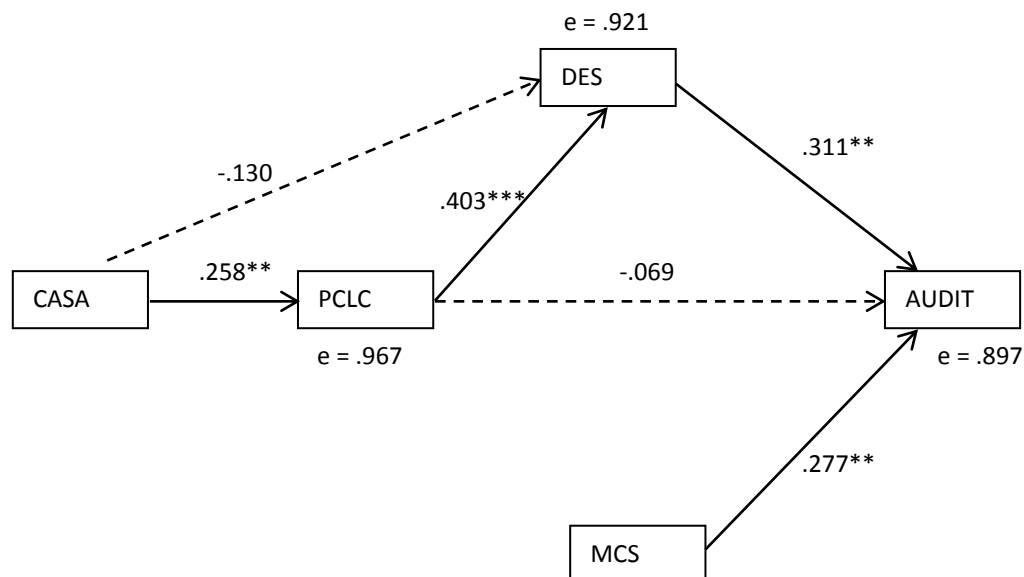 e = .921
DES
.311**
-.130
.403***
.258**
-.069
CASA
PCLC
AUDIT
e = .967
e = .897
.277**
MCS